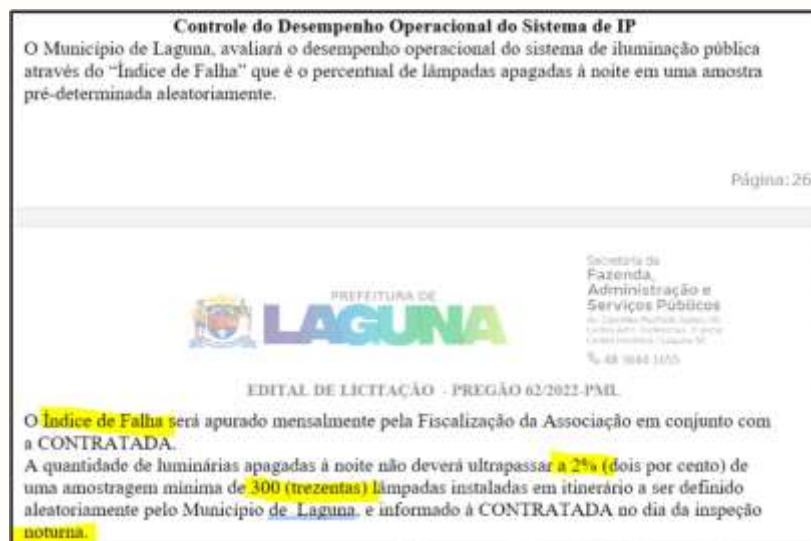 Controle do Desempenho Operacional do Sistema de IP
O Município de Laguna, avaliará o desempenho operacional do sistema de iluminação pública
através do “Índice de Falha” que é o percentual de lâmpadas apagadas à noite em uma amostra
pré-determinada aleatoriamente.
Página: 26
Secretaria de
Fazenda,
Administração e
Serviços Públicos
PREFEITURA DE
LAGUNA
EDITAL DE LICITAÇÃO - PREGÃO 62/2022-PML
O Índice de Falha será apurado mensalmente pela Fiscalização da Associação em conjunto com
a CONTRATADA.
A quantidade de luminárias apagadas à noite não deverá ultrapassar a 2% (dois por cento) de
uma amostragem mínima de 300 (trezentas) lâmpadas instaladas em itinerário a ser definido
aleatoriamente pelo Município de Laguna, e informado à CONTRATADA no dia da inspeção
noturna.